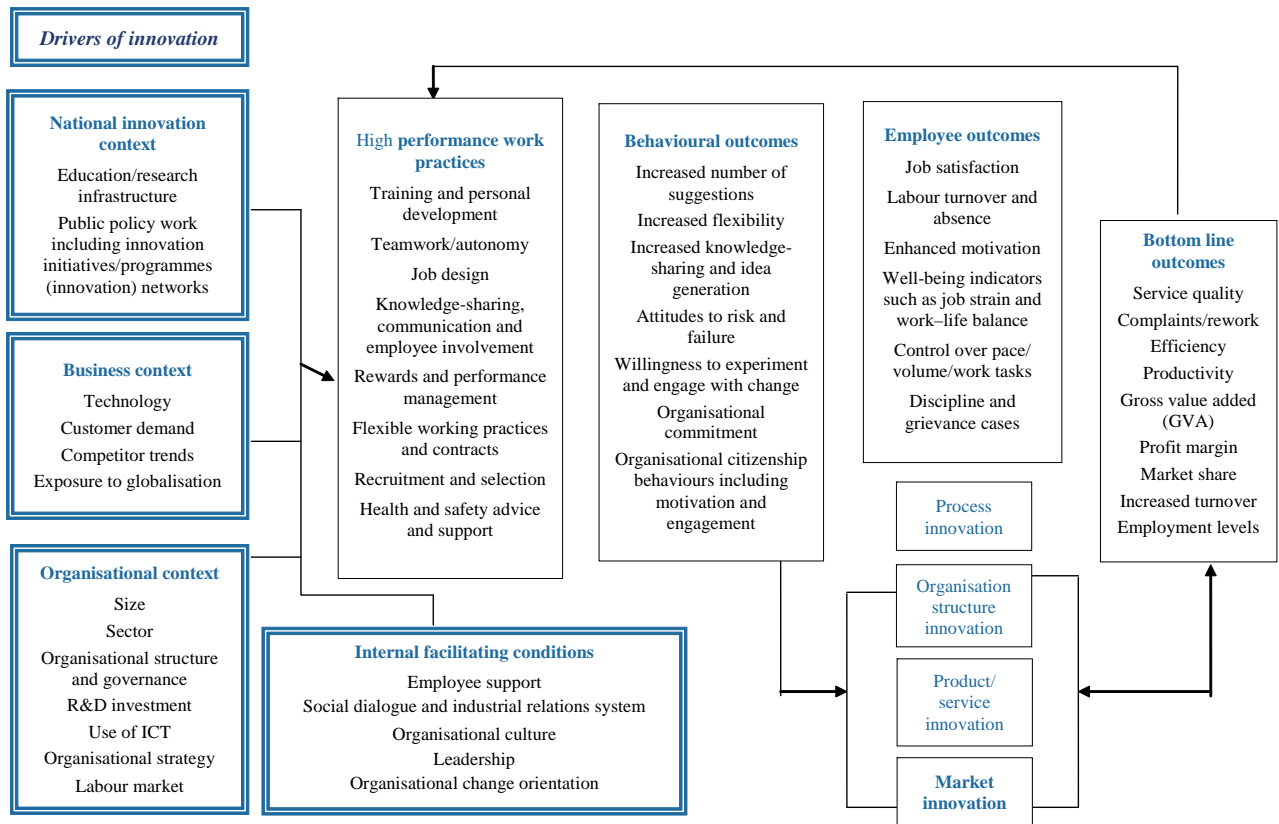 Drivers of innovation
National innovation
context
Education/research
infrastructure
Public policy work
including innovation
initiatives/programmes
(innovation) networks
Business context
Technology
Customer demand
Competitor trends
Exposure to globalisation
Organisational context
Size
Sector
Organisational structure
and governance
R&D investment
Use of ICT
Organisational strategy
Labour market
High performance work
practices
Training and personal
development
Teamwork/autonomy
Job design
Knowledge-sharing,
communication and
employee involvement
Rewards and performance
management
Flexible working practices
and contracts
Recruitment and selection
Health and safety advice
and support
Internal facilitating conditions
Employee support
Social dialogue and industrial relations system
Organisational culture
Leadership
Organisational change orientation
Behavioural outcomes
Increased number of
suggestions
Increased flexibility
Increased knowledge-
sharing and idea
generation
Attitudes to risk and
failure
Willingness to experiment
and engage with change
Organisational
commitment
Organisational citizenship
behaviours including
motivation and
engagement
Employee outcomes
Job satisfaction
Labour turnover and
absence
Enhanced motivation
Well-being indicators
such as job strain and
work–life balance
Control over pace/
volume/work tasks
Discipline and
grievance cases
Process
innovation
Organisation
structure
innovation
Product/
service
innovation
Market
innovation
Bottom line
outcomes
Service quality
Complaints/rework
Efficiency
Productivity
Gross value added
(GVA)
Profit margin
Market share
Increased turnover
Employment levels